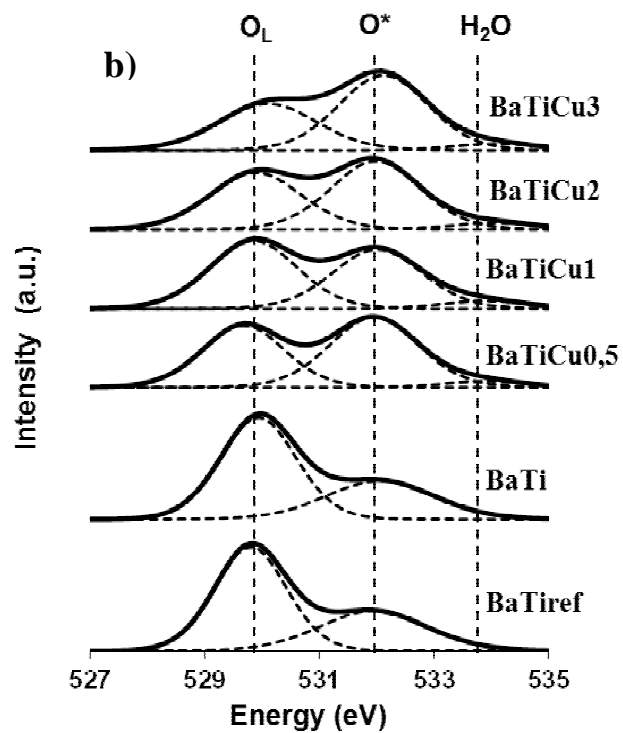 O_L O* H₂O
b)
BaTiCu3
BaTiCu2
BaTiCu1
BaTiCu0,5
BaTi
BaTiref
Intensity (a.u.)
527 529 531 533 535
Energy (eV)